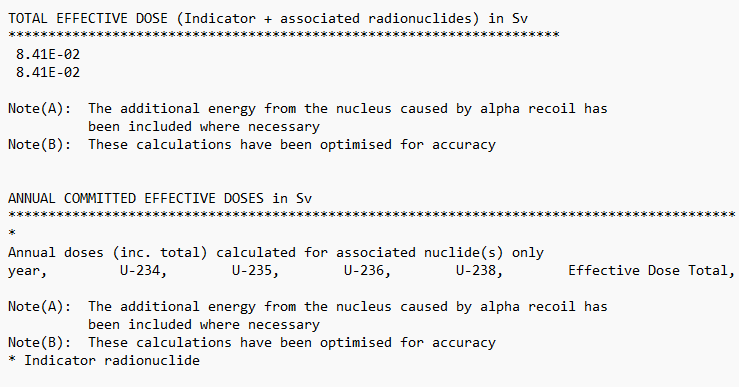 TOTAL EFFECTIVE DOSE (Indicator + associated radionuclides) in Sv
*********************************************************************
8.41E-02
8.41E-02
Note(A):  The additional energy from the nucleus caused by alpha recoil has
been included where necessary
Note(B):  These calculations have been optimised for accuracy
ANNUAL COMMITTED EFFECTIVE DOSES in Sv
*******************************************************************************************
*
Annual doses (inc. total) calculated for associated nuclide(s) only
year,         U-234,        U-235,        U-236,        U-238,        Effective Dose Total,
Note(A):  The additional energy from the nucleus caused by alpha recoil has
been included where necessary
Note(B):  These calculations have been optimised for accuracy
* Indicator radionuclide